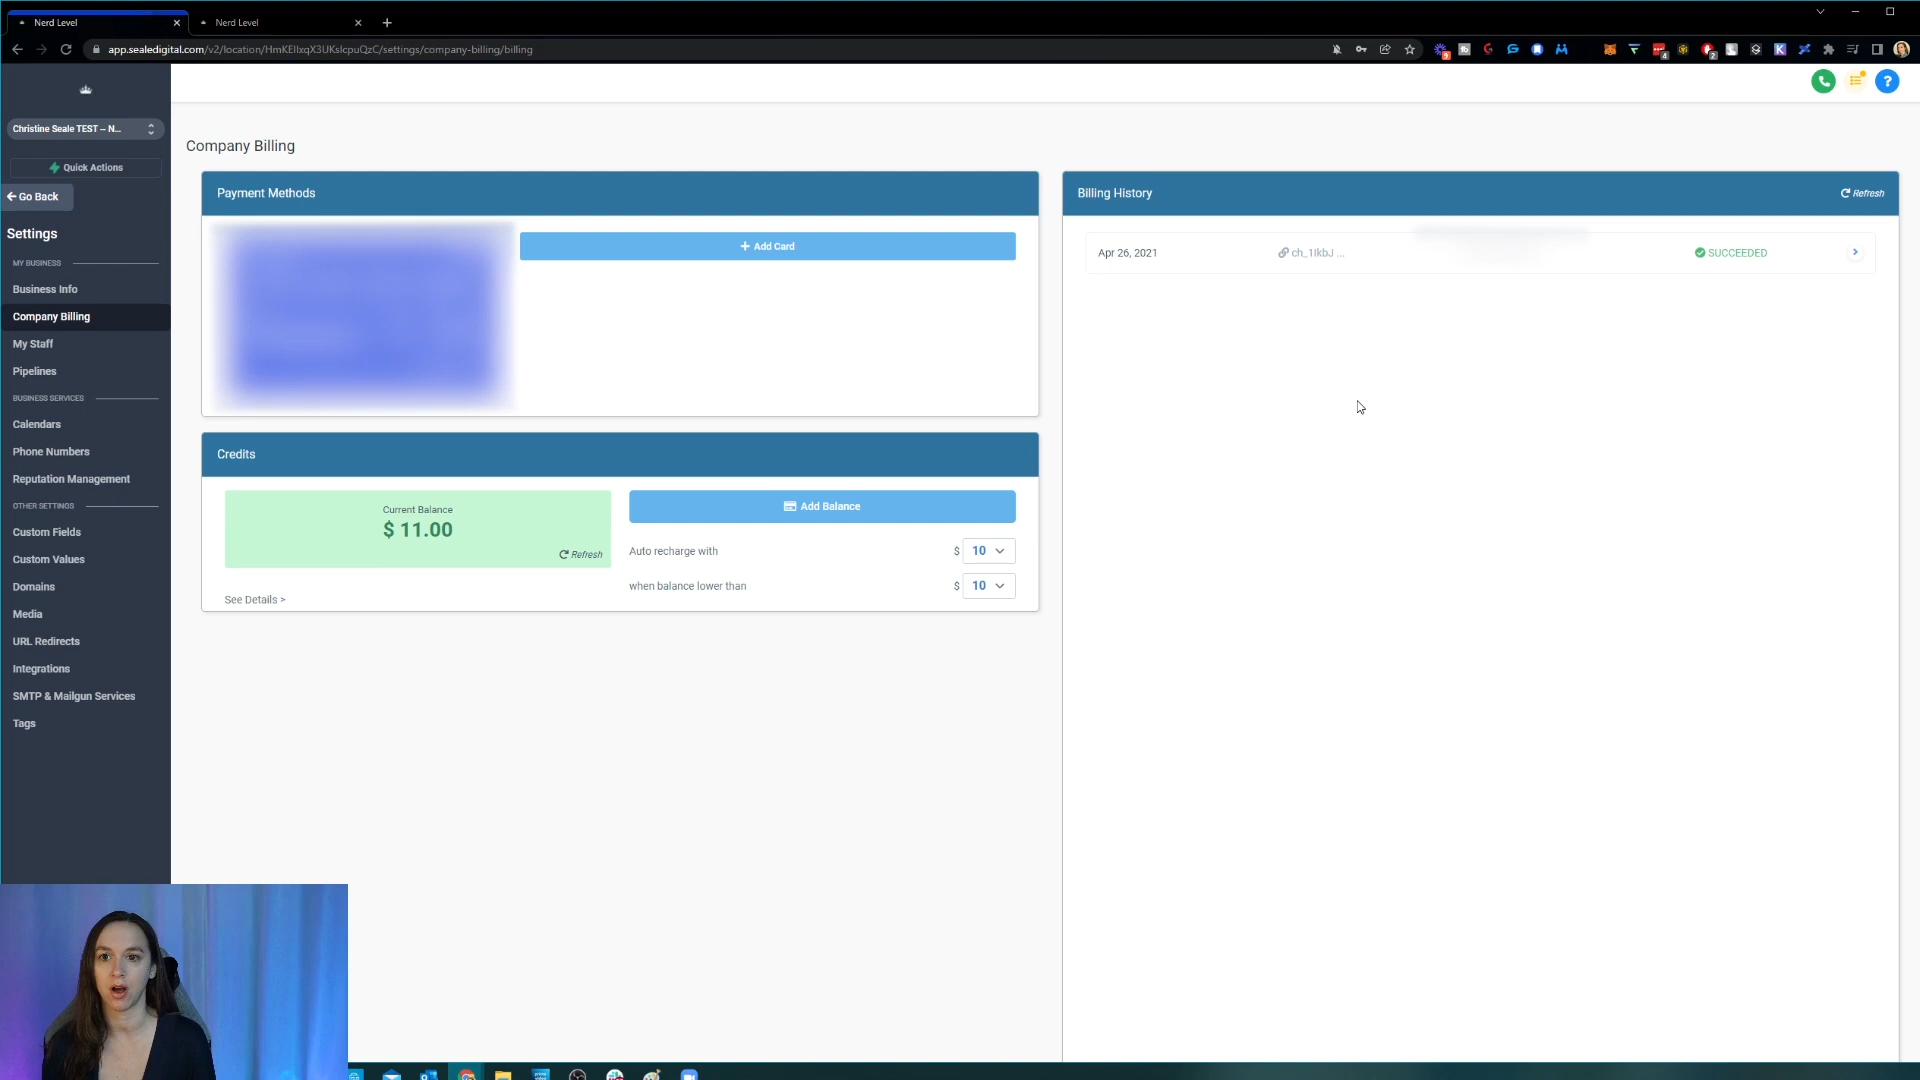 Nerd Level
Nerd Level
app.sealedigital.com/v2/location/HmKEllxqX3UKslcpuQzC/settings/company-billing/billing
9
4
2
K
?
Christine Seale TEST – N...
Quick Actions
Go Back
Settings
MY BUSINESS
Business Info
Company Billing
My Staff
Pipelines
BUSINESS SERVICES
Calendars
Phone Numbers
Reputation Management
OTHER SETTINGS
Custom Fields
Custom Values
Domains
Media
URL Redirects
Integrations
SMTP & Mailgun Services
Tags
Company Billing
Payment Methods
+ Add Card
Credits
Current Balance
$ 11.00
Refresh
See Details >
Add Balance
Auto recharge with $ 10
when balance lower than $ 10
Billing History
Refresh
Apr 26, 2021 ch_1IkbJ ... SUCCEEDED